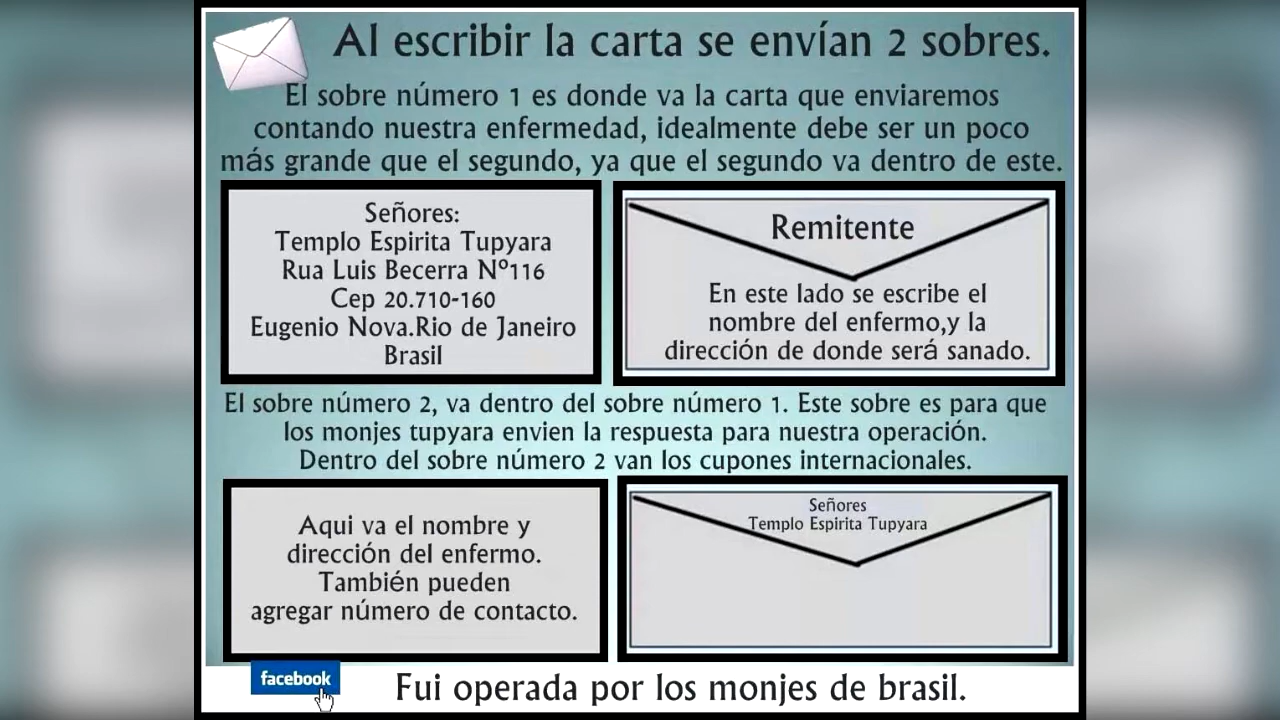 Al escribir la carta se envían 2 sobres.
El sobre número 1 es donde va la carta que enviaremos
contando nuestra enfermedad, idealmente debe ser un poco
más grande que el segundo, ya que el segundo va dentro de este.
Señores:
Templo Espirita Tupyara
Rua Luis Becerra Nº116
Cep 20.710-160
Eugenio Nova.Rio de Janeiro
Brasil
Remitente
En este lado se escribe el
nombre del enfermo,y la
dirección de donde será sanado.
El sobre número 2, va dentro del sobre número 1. Este sobre es para que
los monjes tupyara envien la respuesta para nuestra operación.
Dentro del sobre número 2 van los cupones internacionales.
Aqui va el nombre y
dirección del enfermo.
También pueden
agregar número de contacto.
Señores
Templo Espirita Tupyara
facebook
Fui operada por los monjes de brasil.